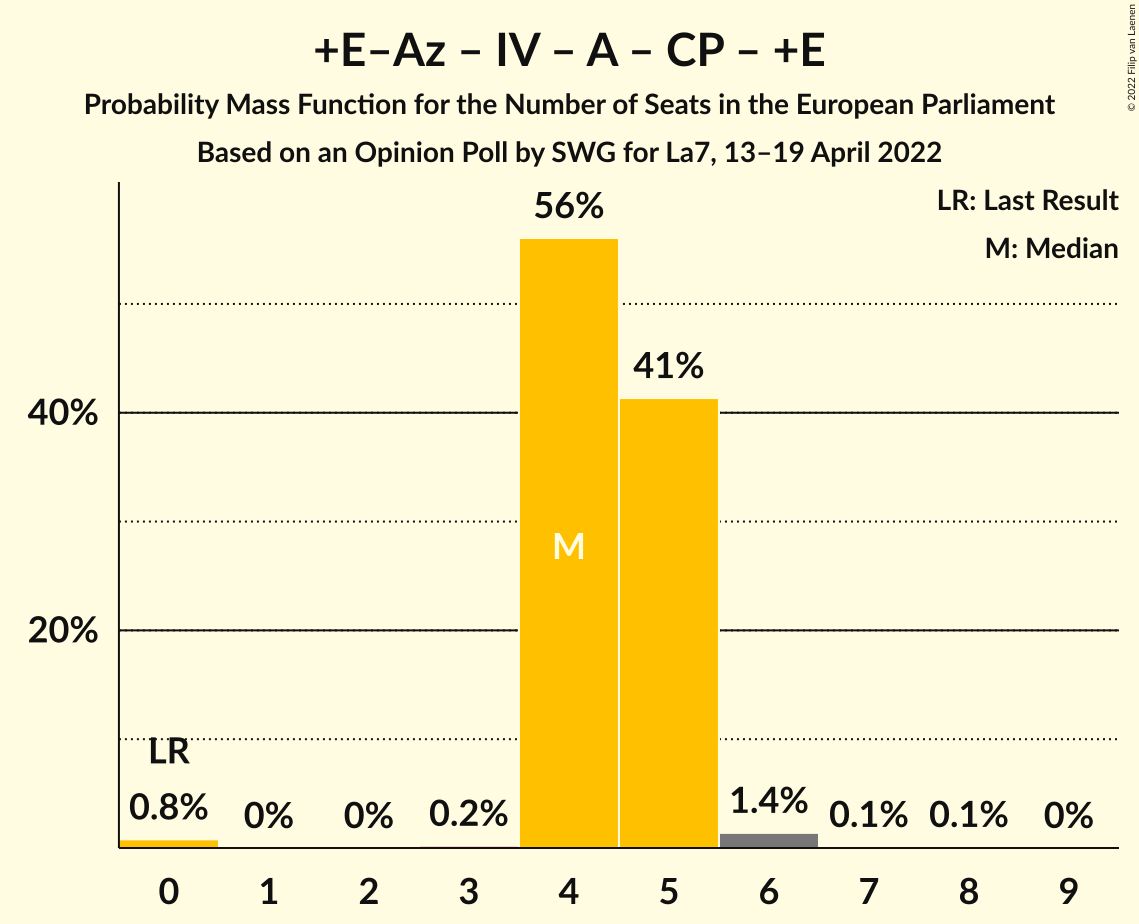 +E–Az – IV – A – CP – +E
Probability Mass Function for the Number of Seats in the European Parliament
Based on an Opinion Poll by SWG for La7, 13–19 April 2022
© 2022 Filip van Laenen
LR: Last Result
M: Median
56%
41%
40%
M
20%
LR
0.8%
0%
0%
0.2%
1.4%
0.1%
0.1%
0%
0 1 2 3 4 5 6 7 8 9